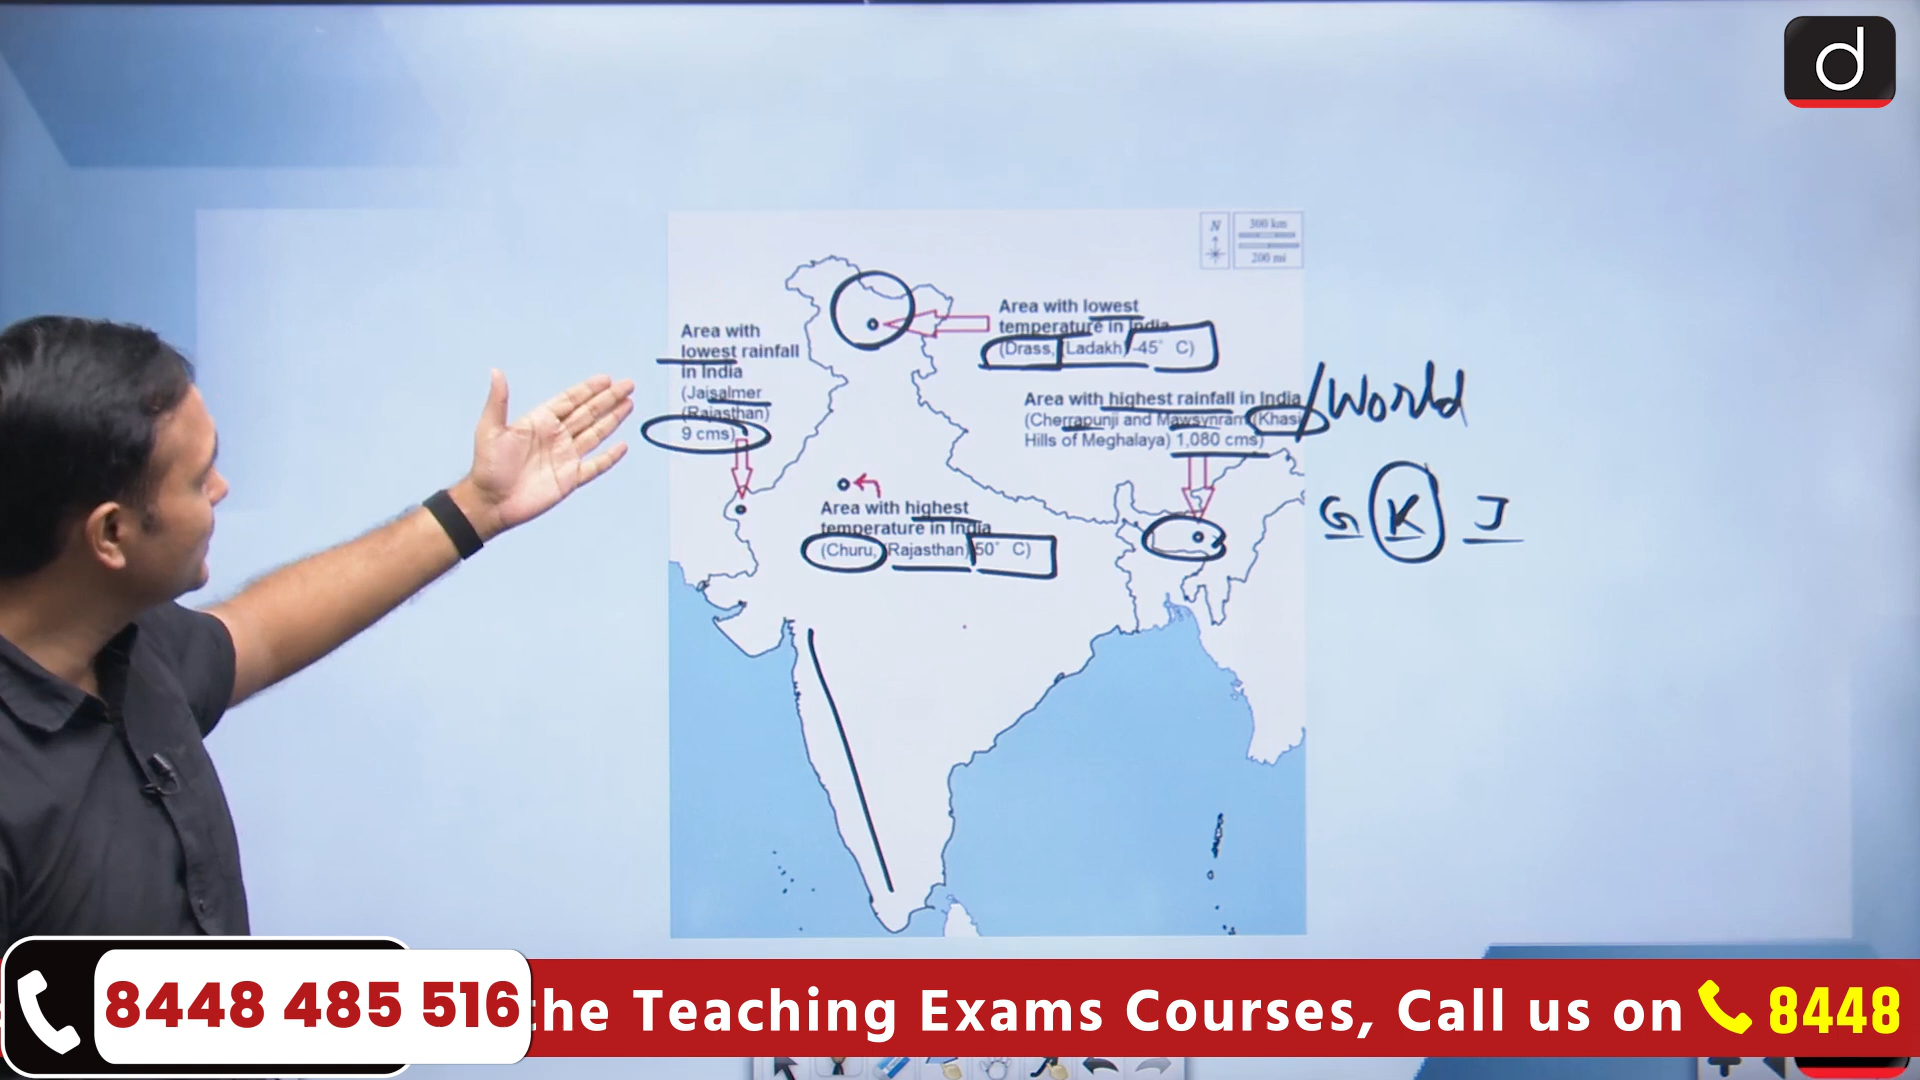 d
N
300 km
200 mi
Area with lowest
temperature in India
(Drass, (Ladakh) -45° C)
Area with
lowest rainfall
in India
(Jaisalmer
(Rajasthan)
9 cms)
Area with highest rainfall in India
(Cherrapunji and Mawsynram (Khasi
Hills of Meghalaya) 1,080 cms)
/World
G K J
Area with highest
temperature in India
(Churu, (Rajasthan) 50° C)
8448 485 516
the Teaching Exams Courses, Call us on 8448